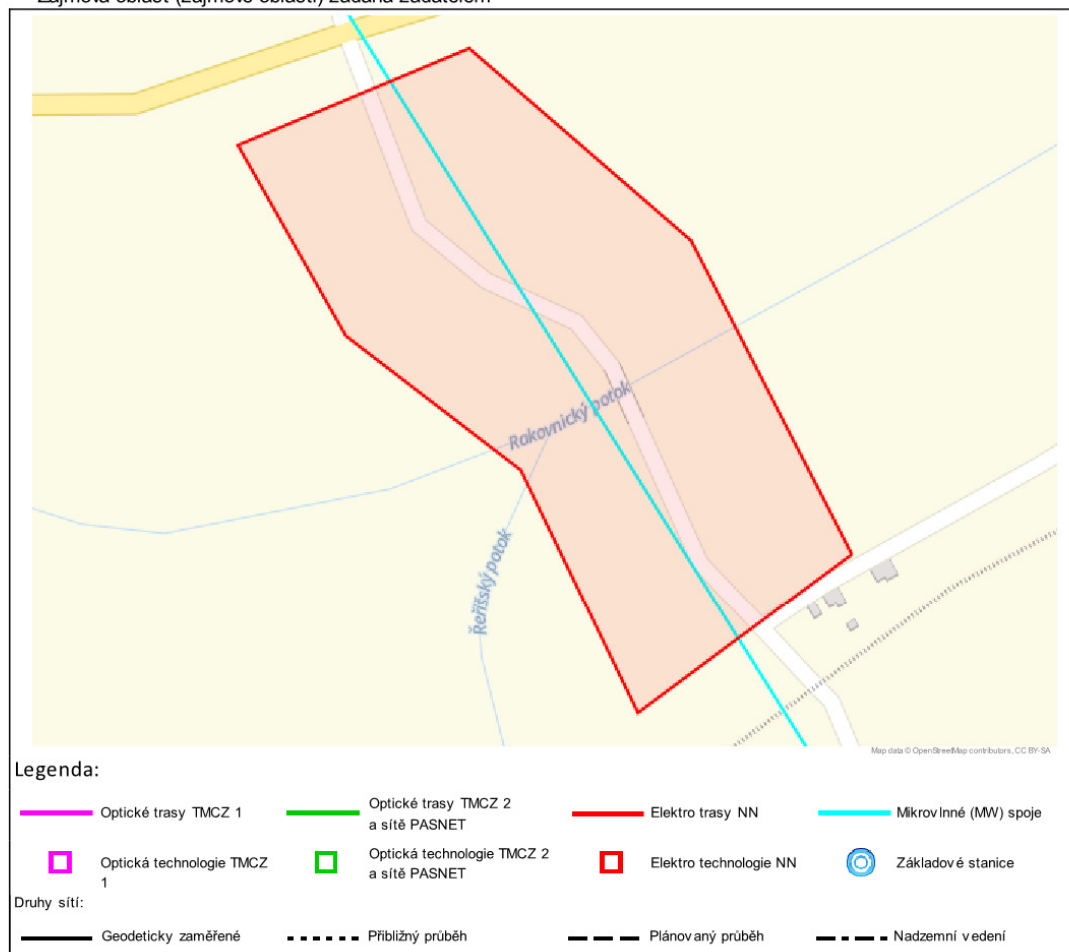 Zájmová oblast (zájmové oblasti) zadaná žadatelem
Rakovnický potok
Řeřišský potok
Map data © OpenStreetMap contributors, CC BY-SA
Legenda:
Optické trasy TMCZ 1
Optické trasy TMCZ 2
a sítě PASNET
Elektro trasy NN
Mikrovlnné (MW) spoje
Optická technologie TMCZ
1
Optická technologie TMCZ 2
a sítě PASNET
Elektro technologie NN
Základové stanice
Druhy sítí:
Geodeticky zaměřené
Přibližný průběh
Plánovaný průběh
Nadzemní vedení